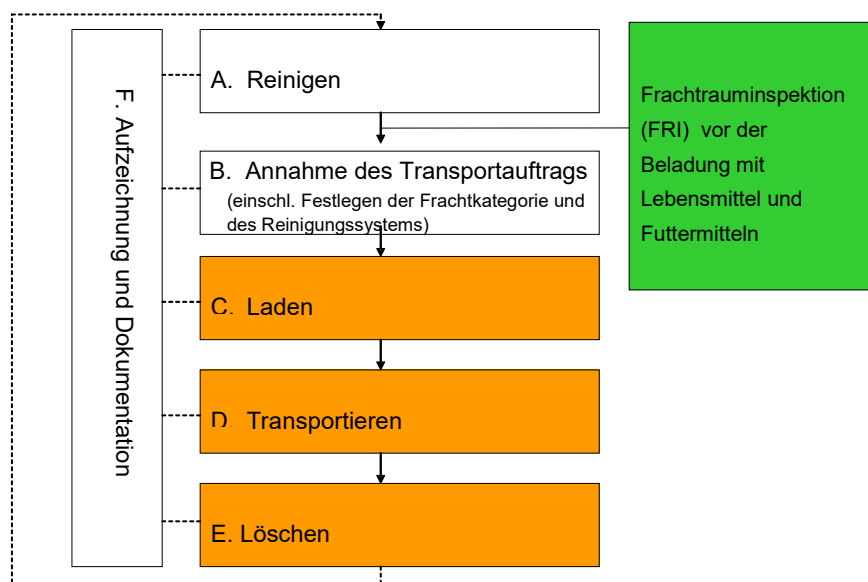 A. Reinigen
B. Annahme des Transportauftrags
(einschl. Festlegen der Frachtkategorie und
des Reinigungssystems)
C. Laden
D. Transportieren
E. Löschen
F. Aufzeichnung und Dokumentation
Frachtrauminspektion
(FRI) vor der
Beladung mit
Lebensmittel und
Futtermitteln